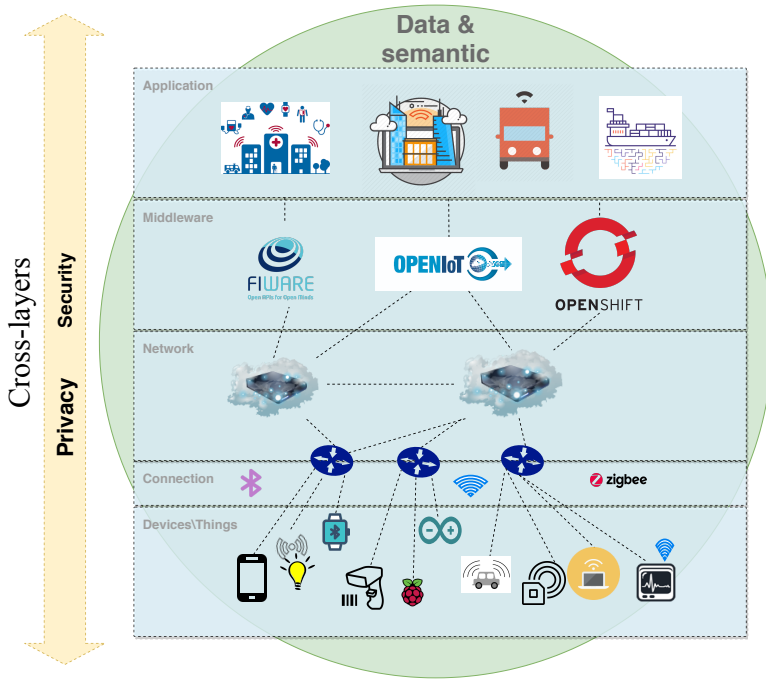 Data &
semantic
Application
Middleware
FIWARE
Open APIs for Open Minds
OPENIoT
OPENSHIFT
Network
Connection
zigbee
Devices\Things
Cross-layers
Security
Privacy